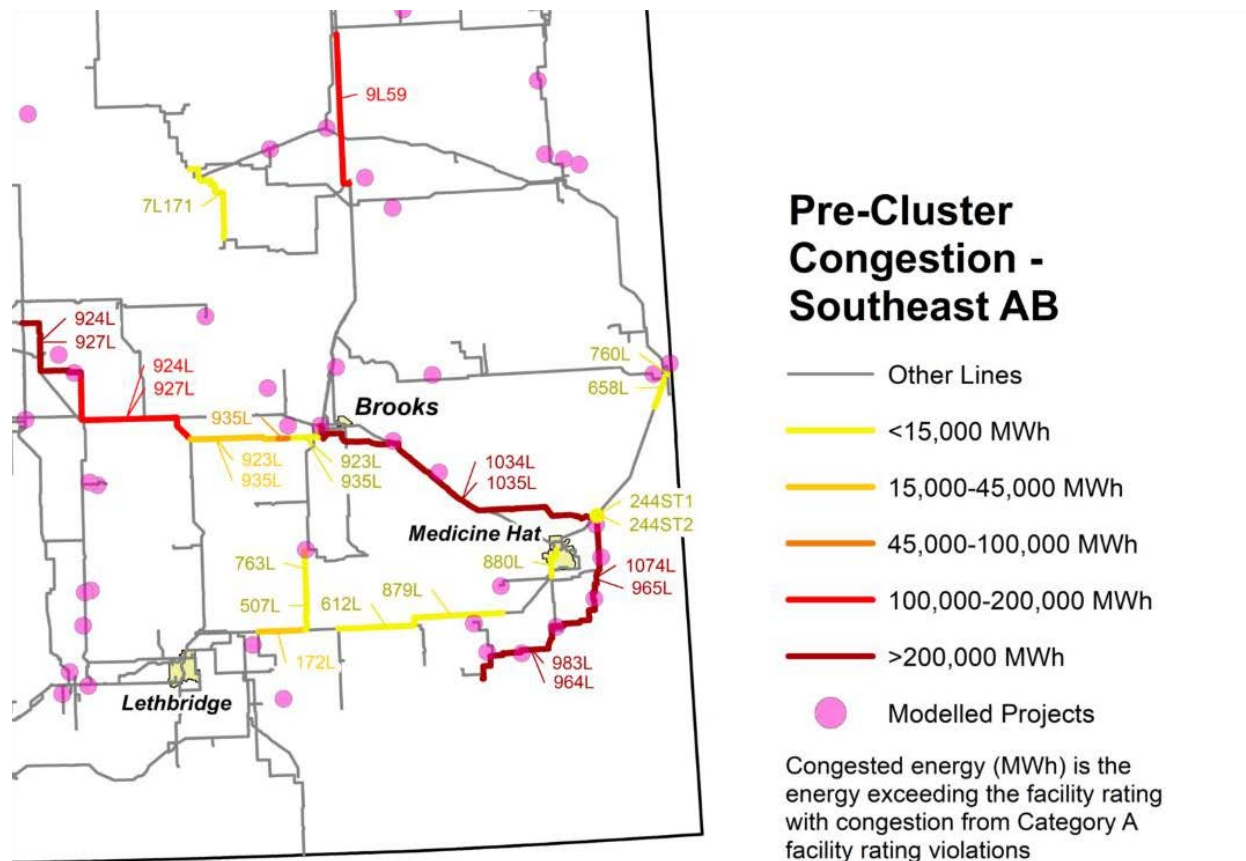 9L59
7L171
924L
927L
924L
927L
935L
Brooks
923L
935L
923L
935L
1034L
1035L
760L
658L
244ST1
244ST2
Medicine Hat
880L
1074L
965L
763L
507L
612L
879L
172L
983L
964L
Lethbridge
Pre-Cluster
Congestion -
Southeast AB
Other Lines
<15,000 MWh
15,000-45,000 MWh
45,000-100,000 MWh
100,000-200,000 MWh
>200,000 MWh
Modelled Projects
Congested energy (MWh) is the
energy exceeding the facility rating
with congestion from Category A
facility rating violations